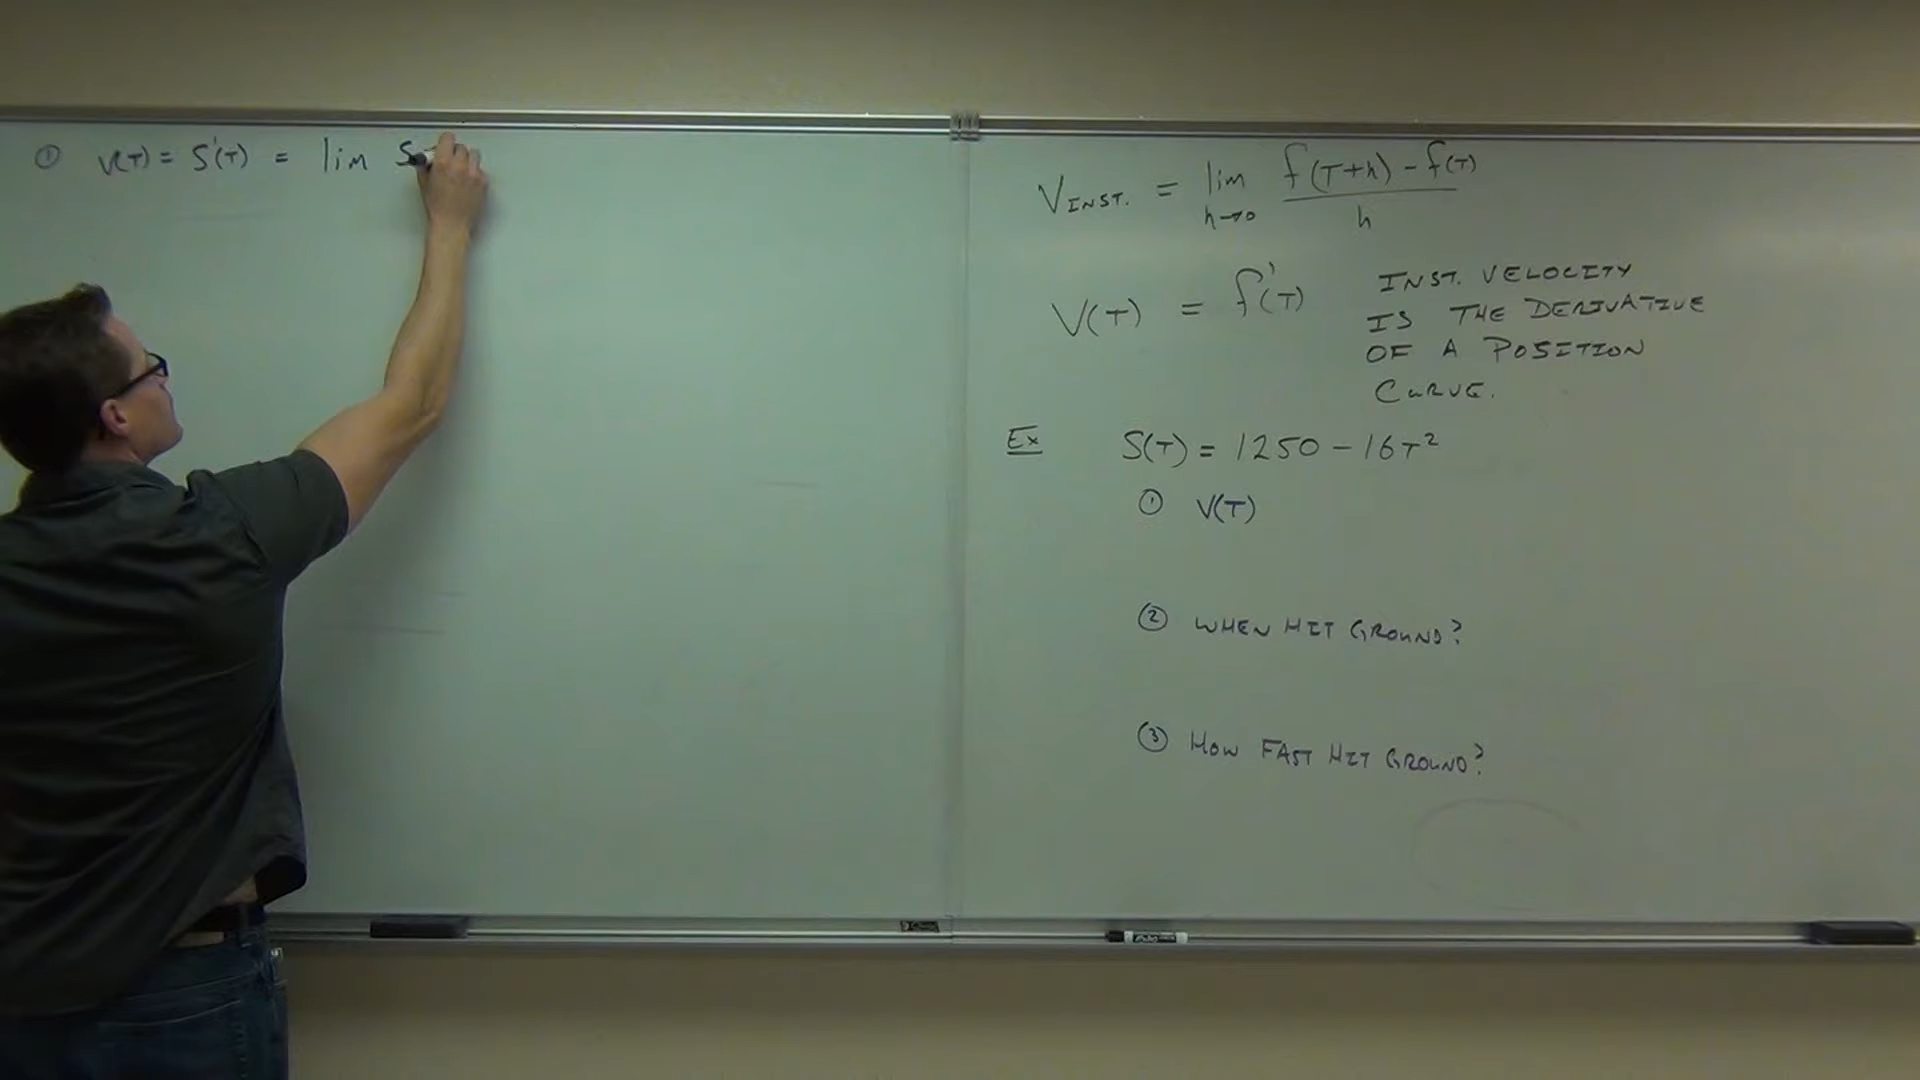 ① V(T) = S'(T) = lim S
V INST. = lim h→0 f(T+h) - f(T) / h
V(T) = f'(T)
INST. VELOCITY
IS THE DERIVATIVE
OF A POSITION
CURVE.
Ex S(T) = 1250 - 16T²
① V(T)
② WHEN HIT GROUND?
③ HOW FAST HIT GROUND?